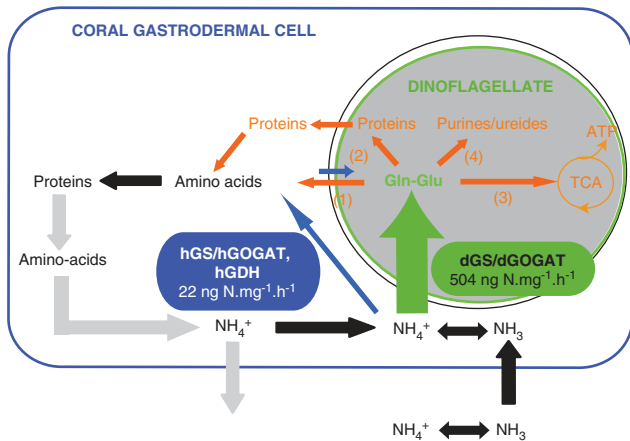 CORAL GASTRODERMAL CELL
DINOFLAGELLATE
ATP
Proteins
Proteins
Purines/ureides
(2)
(4)
Proteins
Amino acids
(1)
Gln-Glu
(3)
TCA
Amino-acids
hGS/hGOGAT,
hGDH
22 ng N.mg⁻¹.h⁻¹
dGS/dGOGAT
504 ng N.mg⁻¹.h⁻¹
NH₄⁺
NH₄⁺
NH₃
NH₄⁺
NH₃